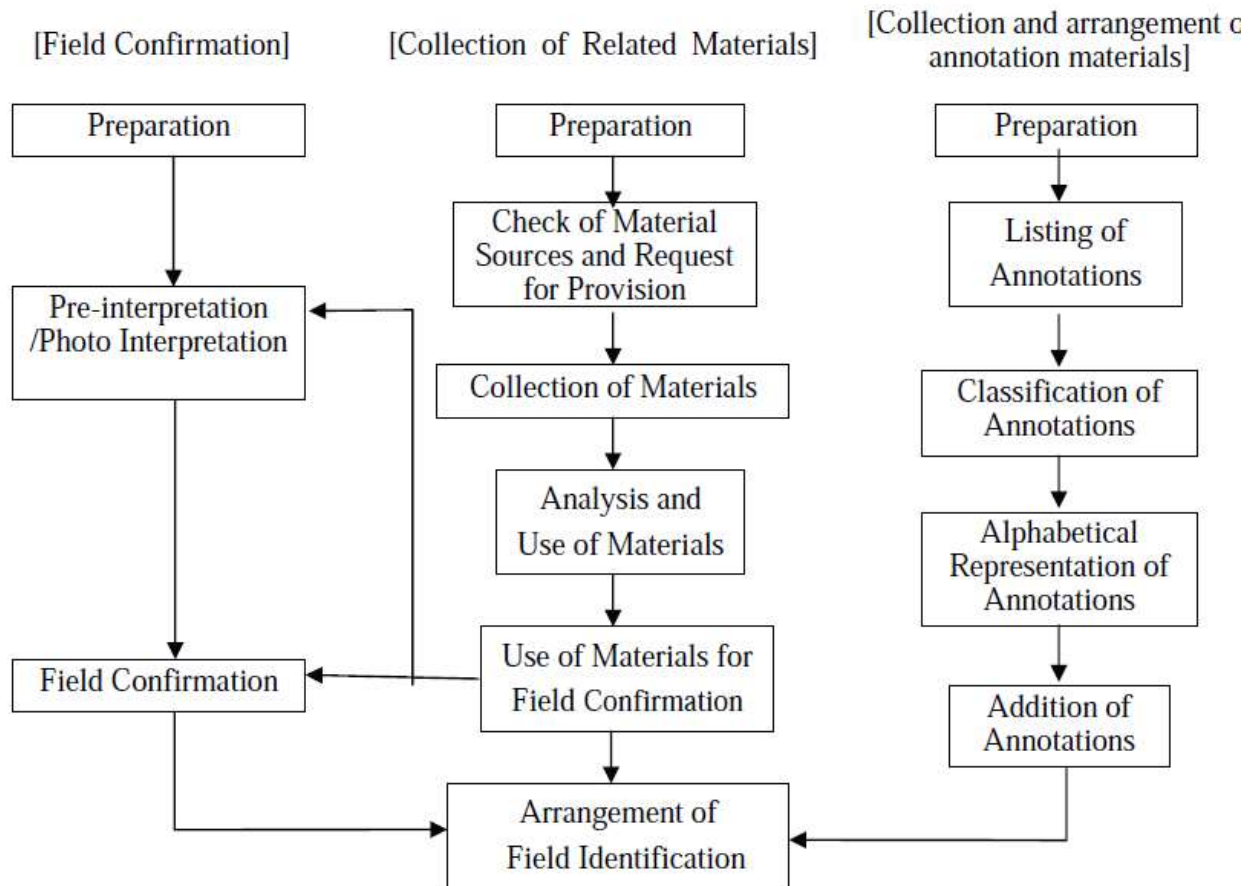 [Field Confirmation]
Preparation
Pre-interpretation
/Photo Interpretation
Field Confirmation
[Collection of Related Materials]
Preparation
Check of Material
Sources and Request
for Provision
Collection of Materials
Analysis and
Use of Materials
Use of Materials for
Field Confirmation
Arrangement of
Field Identification
[Collection and arrangement o
annotation materials]
Preparation
Listing of
Annotations
Classification of
Annotations
Alphabetical
Representation of
Annotations
Addition of
Annotations